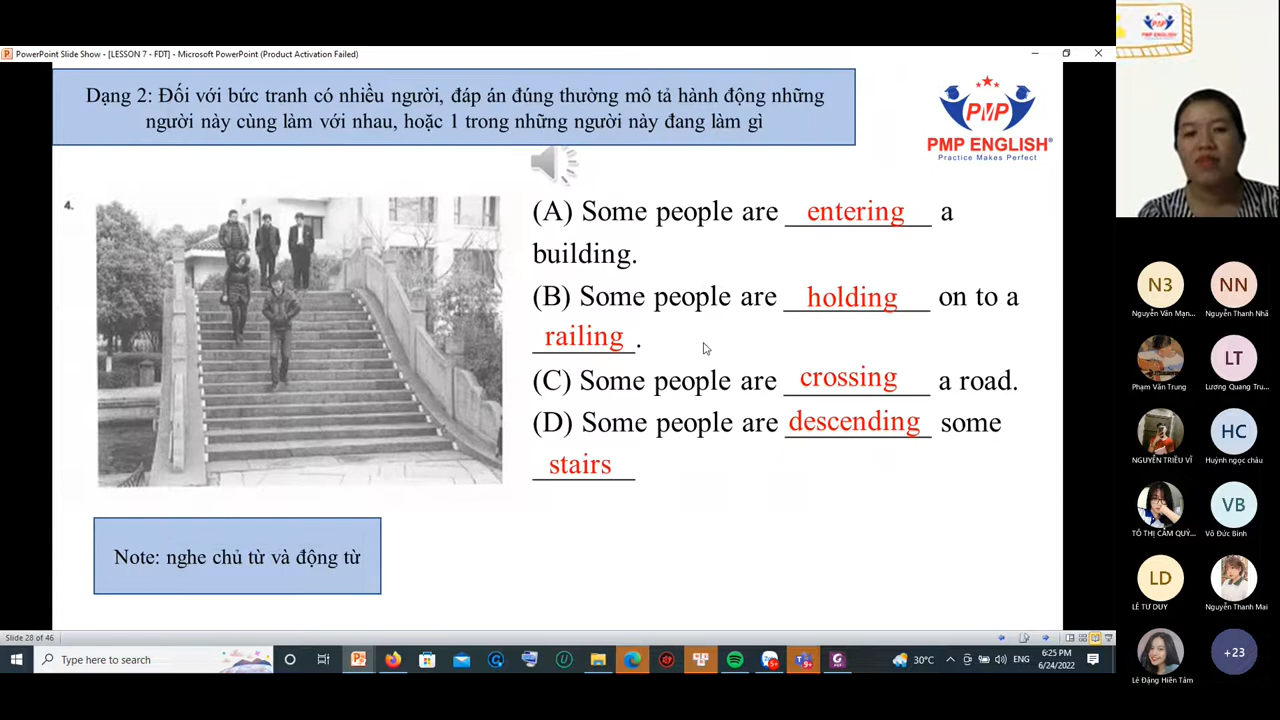 PowerPoint Slide Show - [LESSON 7 - FDT] - Microsoft PowerPoint (Product Activation Failed)
Dạng 2: Đối với bức tranh có nhiều người, đáp án đúng thường mô tả hành động những
người này cùng làn với nhau, hoặc 1 trong những người này đang làm gì
PMP
PMP ENGLISH®
Practice Makes Perfect
PMP ENGLISH
4.
(A) Some people are entering a
building.
(B) Some people are holding on to a
railing.
(C) Some people are crossing a road.
(D) Some people are descending some
stairs
Note: nghe chủ từ và động từ
N3
Nguyễn Văn Mạn...
NN
Nguyễn Thanh Nhã
Phạm Văn Trung
LT
Lương Quang Tru...
NGUYỄN TRIỀU VĨ
HC
Huỳnh ngọc châu
TÔ THỊ CẨM QUỲ...
VB
Võ Đức Bình
LD
LÊ TƯ DUY
Nguyễn Thanh Mai
Lê Đặng Hiền Tâm
+23
Slide 28 of 46
Type here to search
30°C
ENG
6:25 PM
6/24/2022